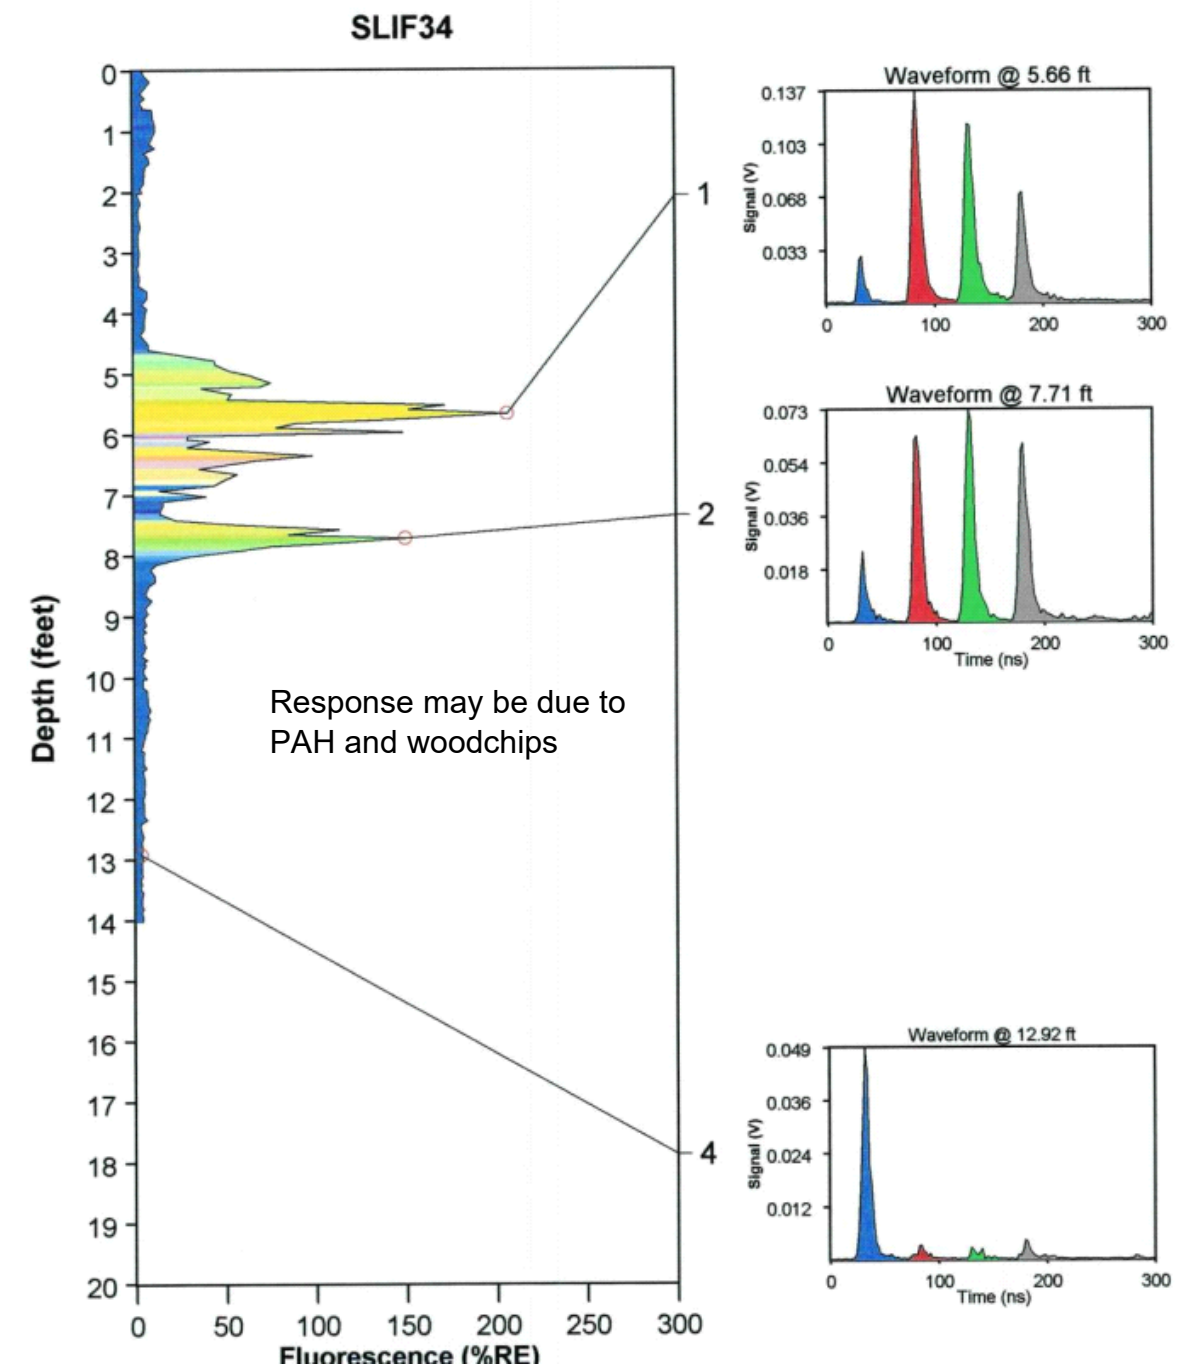 SLIF34
0
1
2
3
4
5
6
7
8
9
10
11
12
13
14
15
16
17
18
19
20
Depth (feet)
0 50 100 150 200 250 300
Fluorescence (%RE)
Response may be due to
PAH and woodchips
1
2
4
Waveform @ 5.66 ft
Signal (V)
0.137
0.103
0.068
0.033
0 100 200 300
Waveform @ 7.71 ft
Signal (V)
0.073
0.054
0.036
0.018
0 100 200 300
Time (ns)
Waveform @ 12.92 ft
Signal (V)
0.049
0.036
0.024
0.012
0 100 200 300
Time (ns)